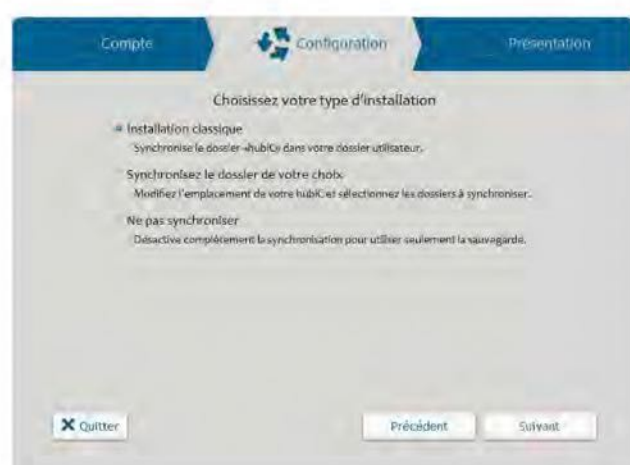 Compte
Configuration
Présentation
Choisissez votre type d'installation
Installation classique
Synchronise le dossier «hubiC» dans votre dossier utilisateur.
Synchronisez le dossier de votre choix
Modifiez l'emplacement de votre hubiC et sélectionnez les dossiers à synchroniser.
Ne pas synchroniser
Désactive complètement la synchronisation pour utiliser seulement la sauvegarde.
Quitter
Précédent
Suivant